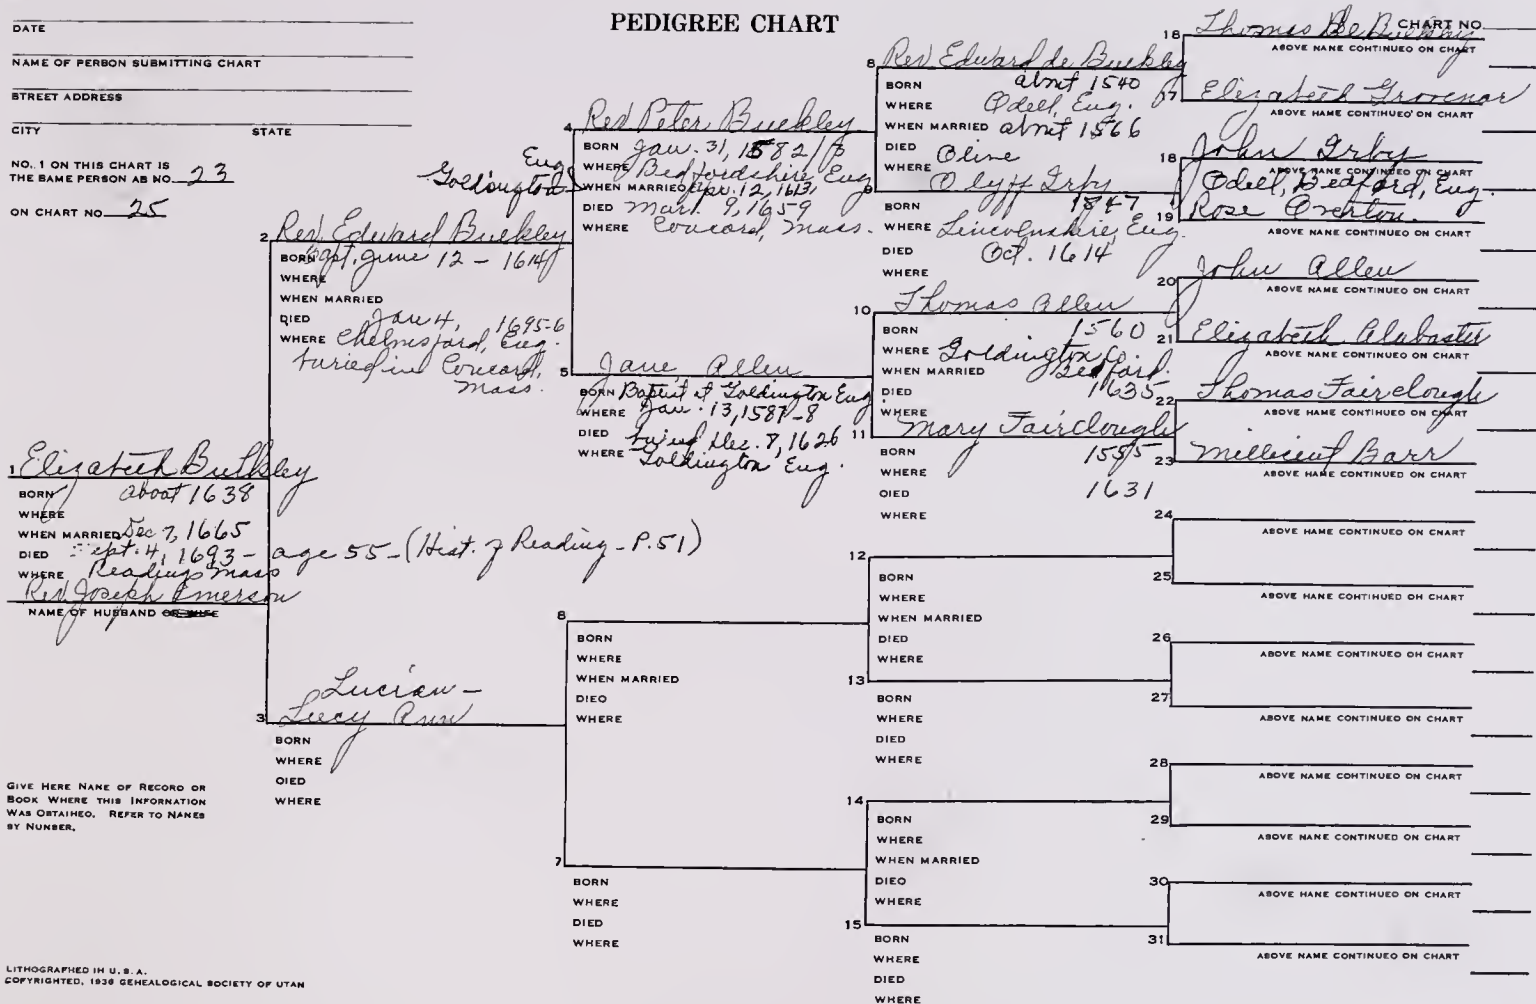 PEDIGREE CHART
CHART NO.
DATE
NAME OF PERSON SUBMITTING CHART
STREET ADDRESS
CITY STATE
NO. 1 ON THIS CHART IS
THE SAME PERSON AS NO. 23
ON CHART NO. 25
1 Elizabeth Bulkley
BORN about 1638
WHERE
WHEN MARRIED Dec 7, 1665
DIED Sept. 4, 1693 - age 55 - (Hist. of Reading - P. 51)
WHERE Reading Mass
Rev Joseph Emerson
NAME OF HUSBAND OR WIFE
2 Rev Edward Buckley
BORN Bapt. June 12 - 1614
WHERE
WHEN MARRIED
DIED Jan 4, 1695-6
WHERE Chelmsford, Eng.
buried in Concord,
Mass.
3 Lucian -
Lucy Ann
BORN
WHERE
DIED
WHERE
4 Rev Peter Buckley
BORN Jan. 31, 1582/3
WHERE Bedfordshire Eng
WHEN MARRIED Apr. 12, 1613, Goldington Eng
DIED Mar. 9, 1659
WHERE Concord, Mass.
5 Jane Allen
BORN Baptist at Goldington Eng
WHERE Jan. 13, 1587-8
DIED buried Dec. 8, 1626
WHERE Goldington Eng.
6
BORN
WHERE
WHEN MARRIED
DIED
WHERE
7
BORN
WHERE
DIED
WHERE
8 Rev Edward de Buckley
BORN about 1540
WHERE Odell, Eng.
WHEN MARRIED about 1566
DIED
WHERE Oline
9 Olyff Irby
BORN 1547
WHERE Lincolnshire, Eng.
DIED Oct. 1614
WHERE
10 Thomas Allen
BORN 1560
WHERE Goldington Co.
WHEN MARRIED Bedford.
DIED 1635
WHERE
11 Mary Fairclough
BORN 1555
WHERE
DIED 1631
WHERE
12
BORN
WHERE
WHEN MARRIED
DIED
WHERE
13
BORN
WHERE
DIED
WHERE
14
BORN
WHERE
WHEN MARRIED
DIED
WHERE
15
BORN
WHERE
DIED
WHERE
16 Thomas De
ABOVE NAME CONTINUED ON CHART
17 Elizabeth Grovenor
ABOVE NAME CONTINUED ON CHART
18 John Irby
ABOVE NAME CONTINUED ON CHART
Odell, Bedford, Eng.
19 Rose Overton.
ABOVE NAME CONTINUED ON CHART
20 John Allen
ABOVE NAME CONTINUED ON CHART
21 Elizabeth Alabaster
ABOVE NAME CONTINUED ON CHART
22 Thomas Fairclough
ABOVE NAME CONTINUED ON CHART
23 Millicent Barr
ABOVE NAME CONTINUED ON CHART
24
ABOVE NAME CONTINUED ON CHART
25
ABOVE NAME CONTINUED ON CHART
26
ABOVE NAME CONTINUED ON CHART
27
ABOVE NAME CONTINUED ON CHART
28
ABOVE NAME CONTINUED ON CHART
29
ABOVE NAME CONTINUED ON CHART
30
ABOVE NAME CONTINUED ON CHART
31
ABOVE NAME CONTINUED ON CHART
GIVE HERE NAME OF RECORD OR
BOOK WHERE THIS INFORMATION
WAS OBTAINED. REFER TO NAMES
BY NUMBER.
LITHOGRAPHED IN U. S. A.
COPYRIGHTED, 1936 GENEALOGICAL SOCIETY OF UTAH